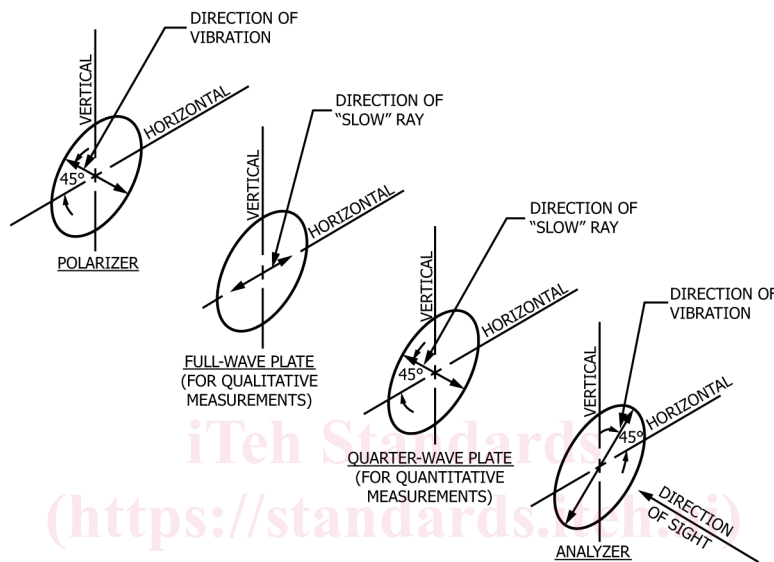 DIRECTION OF
VIBRATION
VERTICAL
HORIZONTAL
45°
POLARIZER
DIRECTION OF
“SLOW” RAY
VERTICAL
HORIZONTAL
FULL-WAVE PLATE
(FOR QUALITATIVE
MEASUREMENTS)
DIRECTION OF
“SLOW” RAY
VERTICAL
HORIZONTAL
45°
QUARTER-WAVE PLATE
(FOR QUANTITATIVE
MEASUREMENTS)
DIRECTION OF
VIBRATION
VERTICAL
HORIZONTAL
45°
ANALYZER
DIRECTION
OF SIGHT
iTeh Standards
(https://standards.iteh.ai)